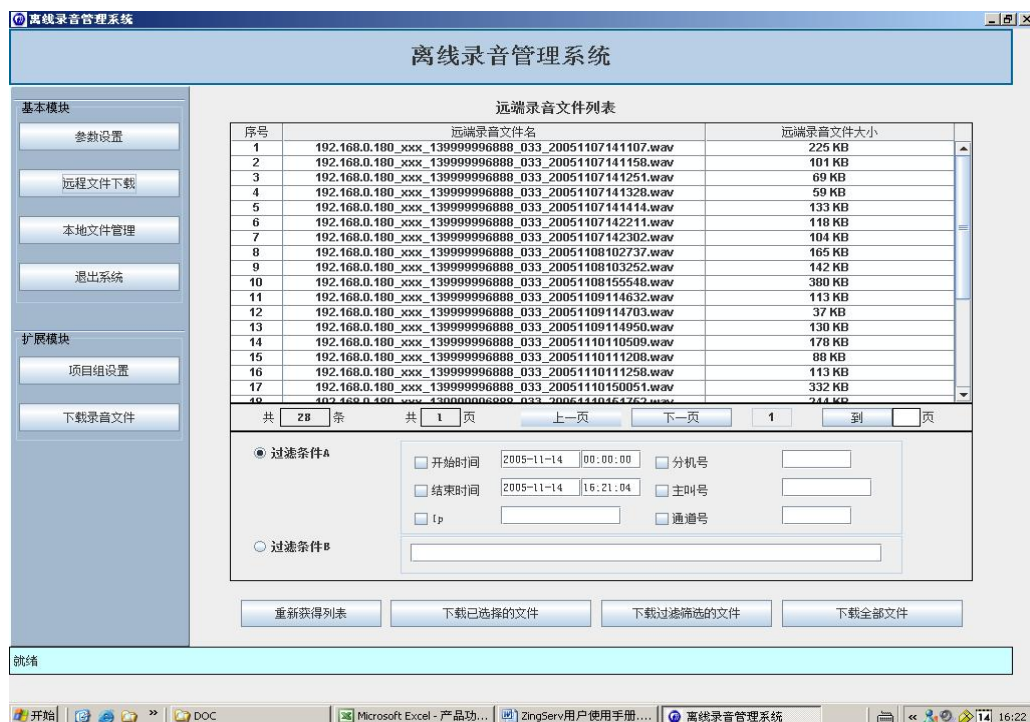 离线录音管理系统
离线录音管理系统
基本模块
参数设置
远程文件下载
本地文件管理
退出系统
扩展模块
项目组设置
下载录音文件
远端录音文件列表
序号 远端录音文件名 远端录音文件大小
1 192.168.0.180_xxx_139999996888_033_20051107141107.wav 225 KB
2 192.168.0.180_xxx_139999996888_033_20051107141158.wav 101 KB
3 192.168.0.180_xxx_139999996888_033_20051107141251.wav 69 KB
4 192.168.0.180_xxx_139999996888_033_20051107141328.wav 59 KB
5 192.168.0.180_xxx_139999996888_033_20051107141414.wav 133 KB
6 192.168.0.180_xxx_139999996888_033_20051107142211.wav 118 KB
7 192.168.0.180_xxx_139999996888_033_20051107142302.wav 104 KB
8 192.168.0.180_xxx_139999996888_033_20051108102737.wav 165 KB
9 192.168.0.180_xxx_139999996888_033_20051108103252.wav 142 KB
10 192.168.0.180_xxx_139999996888_033_20051108155548.wav 380 KB
11 192.168.0.180_xxx_139999996888_033_20051109114632.wav 113 KB
12 192.168.0.180_xxx_139999996888_033_20051109114703.wav 37 KB
13 192.168.0.180_xxx_139999996888_033_20051109114950.wav 130 KB
14 192.168.0.180_xxx_139999996888_033_20051110110509.wav 178 KB
15 192.168.0.180_xxx_139999996888_033_20051110111208.wav 88 KB
16 192.168.0.180_xxx_139999996888_033_20051110111258.wav 113 KB
17 192.168.0.180_xxx_139999996888_033_20051110150051.wav 332 KB
共 28 条 共 1 页 上一页 下一页 1 到 页
过滤条件A
开始时间 2005-11-14 00:00:00 分机号
结束时间 2005-11-14 16:21:04 主叫号
Ip 通道号
过滤条件B
重新获得列表 下载已选择的文件 下载过滤筛选的文件 下载全部文件
就绪
开始 » DOC Microsoft Excel - 产品功... ZingServ用户使用手册.... 离线录音管理系统 « 14 16:22